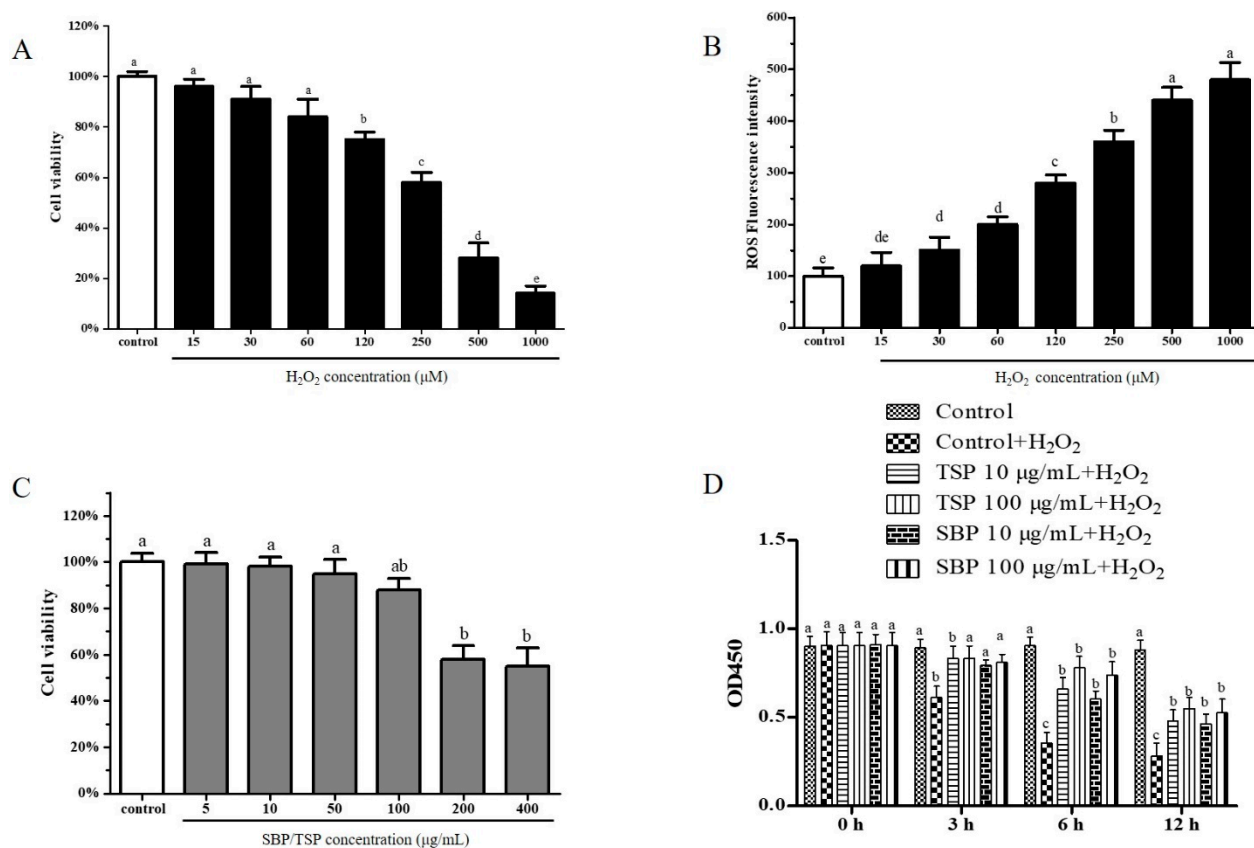 A
120%
100%
80%
60%
40%
20%
0%
Cell viability
a
a
a
a
b
c
d
e
control 15 30 60 120 250 500 1000
H₂O₂ concentration (μM)
B
500
400
300
200
100
0
ROS Fluorescence intensity
e
de
d
d
c
b
a
a
control 15 30 60 120 250 500 1000
H₂O₂ concentration (μM)
C
120%
100%
80%
60%
40%
20%
0%
Cell viability
a
a
a
a
ab
b
b
control 5 10 50 100 200 400
SBP/TSP concentration (μg/mL)
D
Control
Control+H₂O₂
TSP 10 μg/mL+H₂O₂
TSP 100 μg/mL+H₂O₂
SBP 10 μg/mL+H₂O₂
SBP 100 μg/mL+H₂O₂
1.5
1.0
0.5
0.0
OD450
a a a a a a
a b b a a a
a c b b b b
a c b b b b
0 h 3 h 6 h 12 h